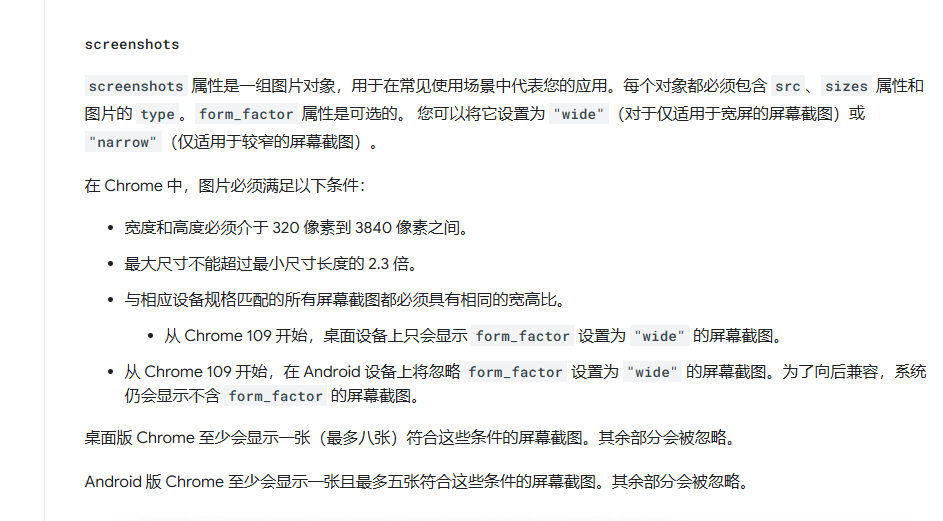 screenshots
screenshots 属性是一组图片对象，用于在常见使用场景中代表您的应用。每个对象都必须包含 src 、 sizes 属性和
图片的 type 。 form_factor 属性是可选的。 您可以将它设置为 "wide" （对于仅适用于宽屏的屏幕截图）或
"narrow" （仅适用于较窄的屏幕截图）。
在 Chrome 中，图片必须满足以下条件：
• 宽度和高度必须介于 320 像素到 3840 像素之间。
• 最大尺寸不能超过最小尺寸长度的 2.3 倍。
• 与相应设备规格匹配的所有屏幕截图都必须具有相同的宽高比。
• 从 Chrome 109 开始，桌面设备上只会显示 form_factor 设置为 "wide" 的屏幕截图。
• 从 Chrome 109 开始，在 Android 设备上将忽略 form_factor 设置为 "wide" 的屏幕截图。为了向后兼容，系统
仍会显示不含 form_factor 的屏幕截图。
桌面版 Chrome 至少会显示一张（最多八张）符合这些条件的屏幕截图。其余部分会被忽略。
Android 版 Chrome 至少会显示一张且最多五张符合这些条件的屏幕截图。其余部分会被忽略。